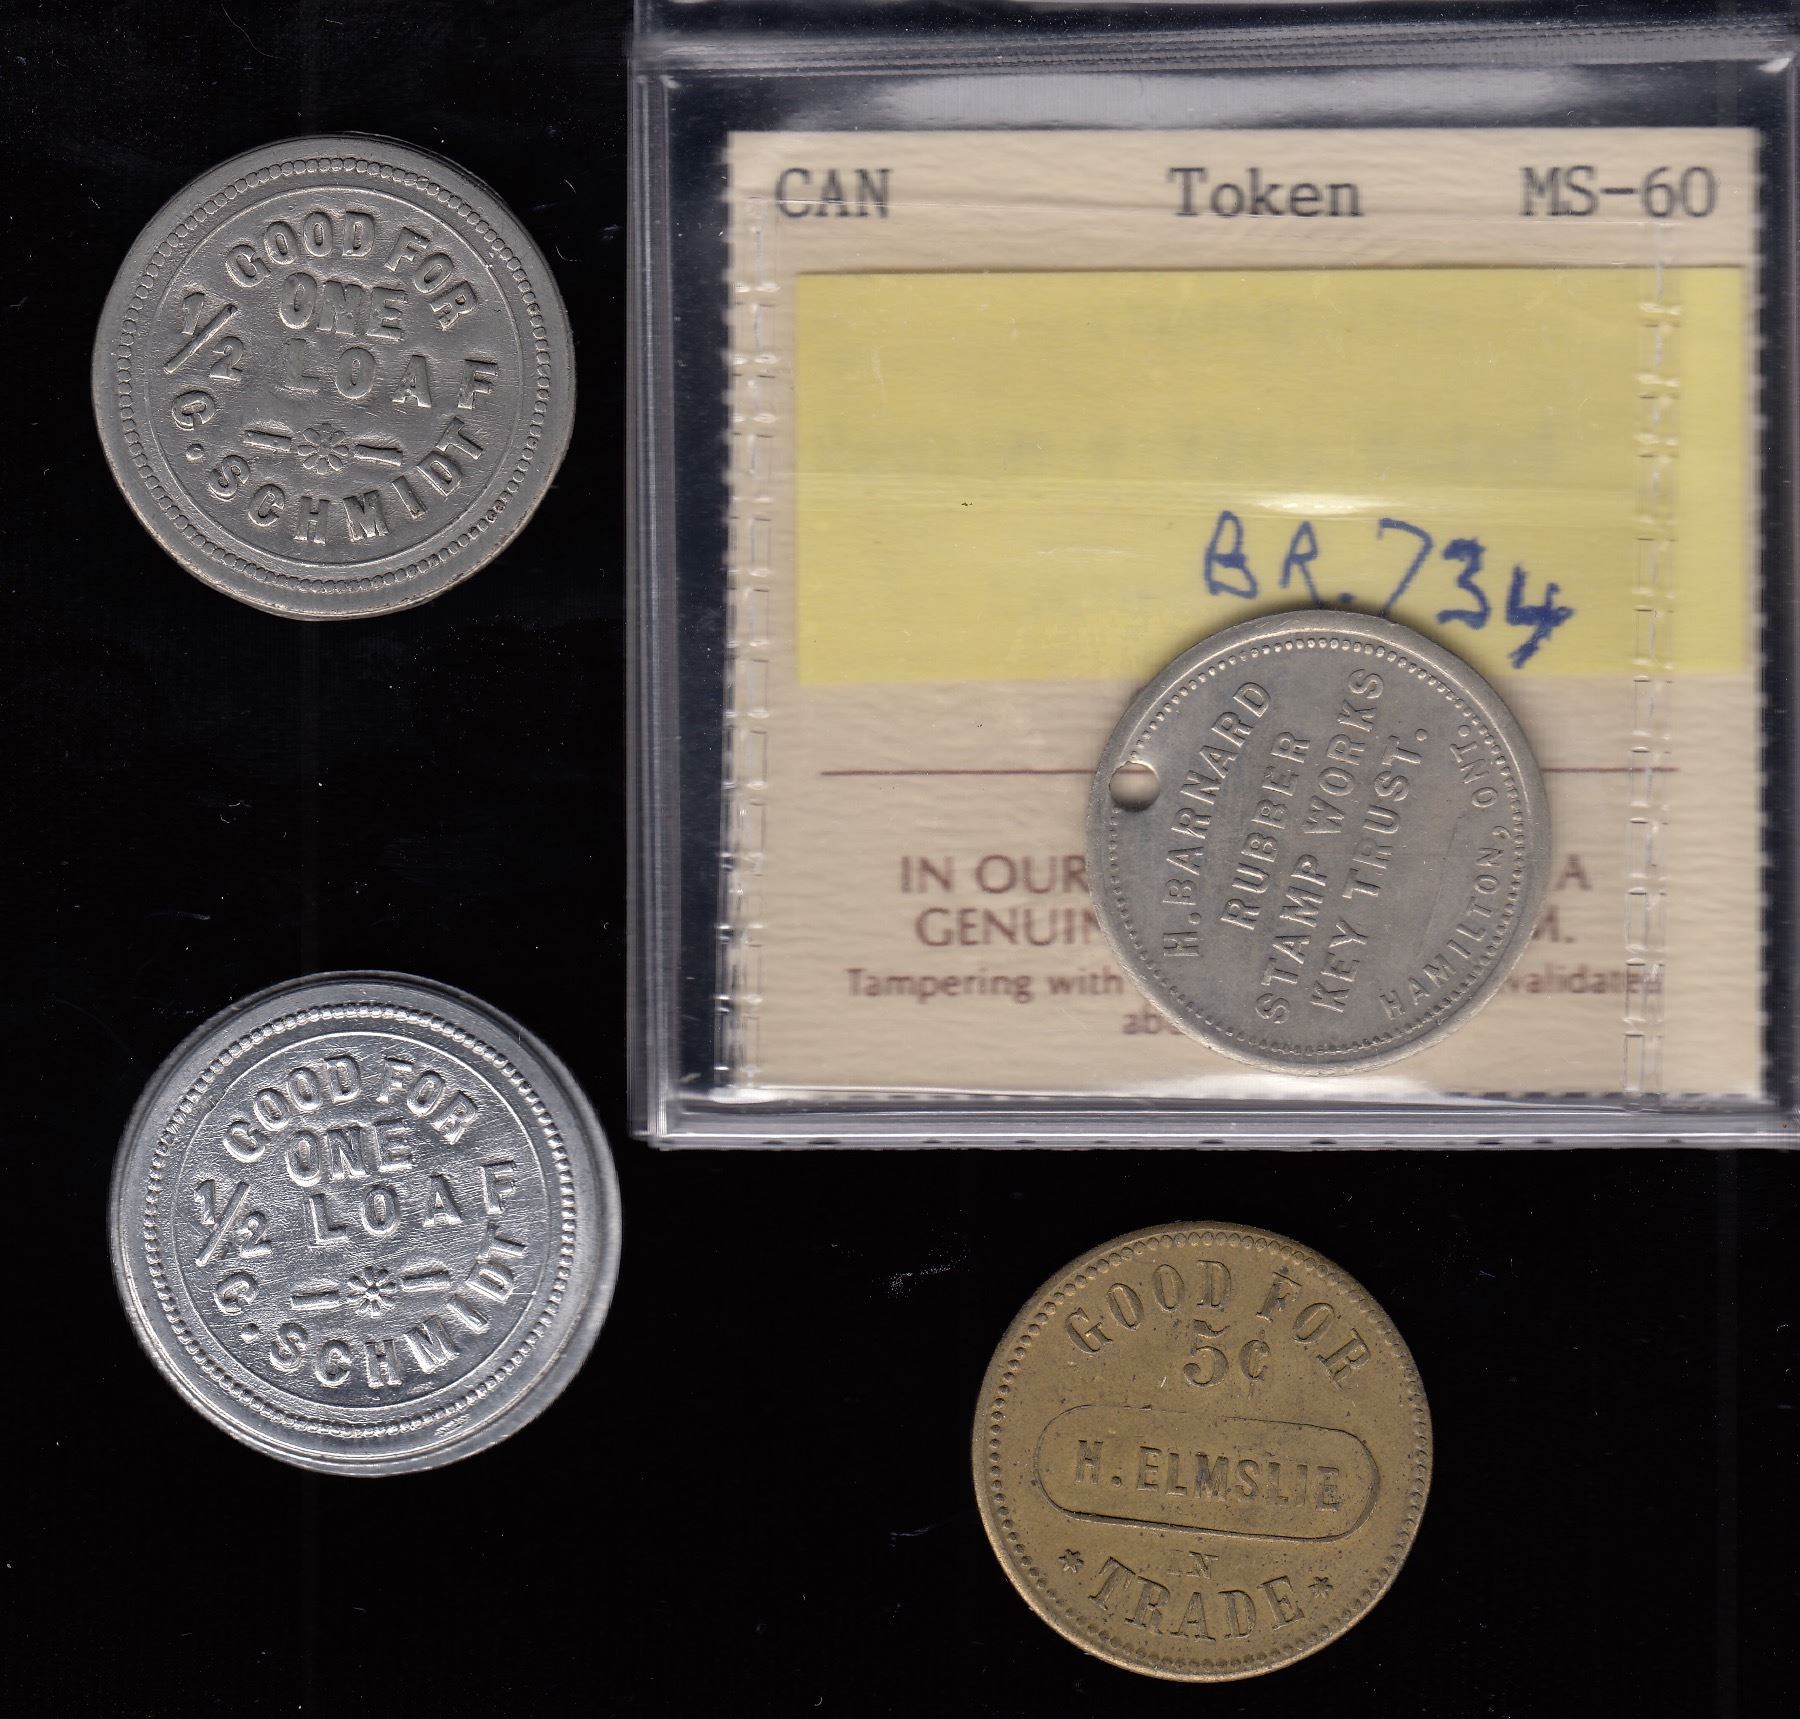 GOOD FOR
ONE
1/2 LOAF
C. SCHMIDT
CAN Token MS-60
BR. 734
H. BARNARD
RUBBER
STAMP WORKS
KEY TRUST.
HAMILTON, ONT.
IN OUR A
GENUIN M.
Tampering with validate
GOOD FOR
ONE
1/2 LOAF
C. SCHMIDT
GOOD FOR
5¢
H. ELMSLIE
IN
* TRADE *